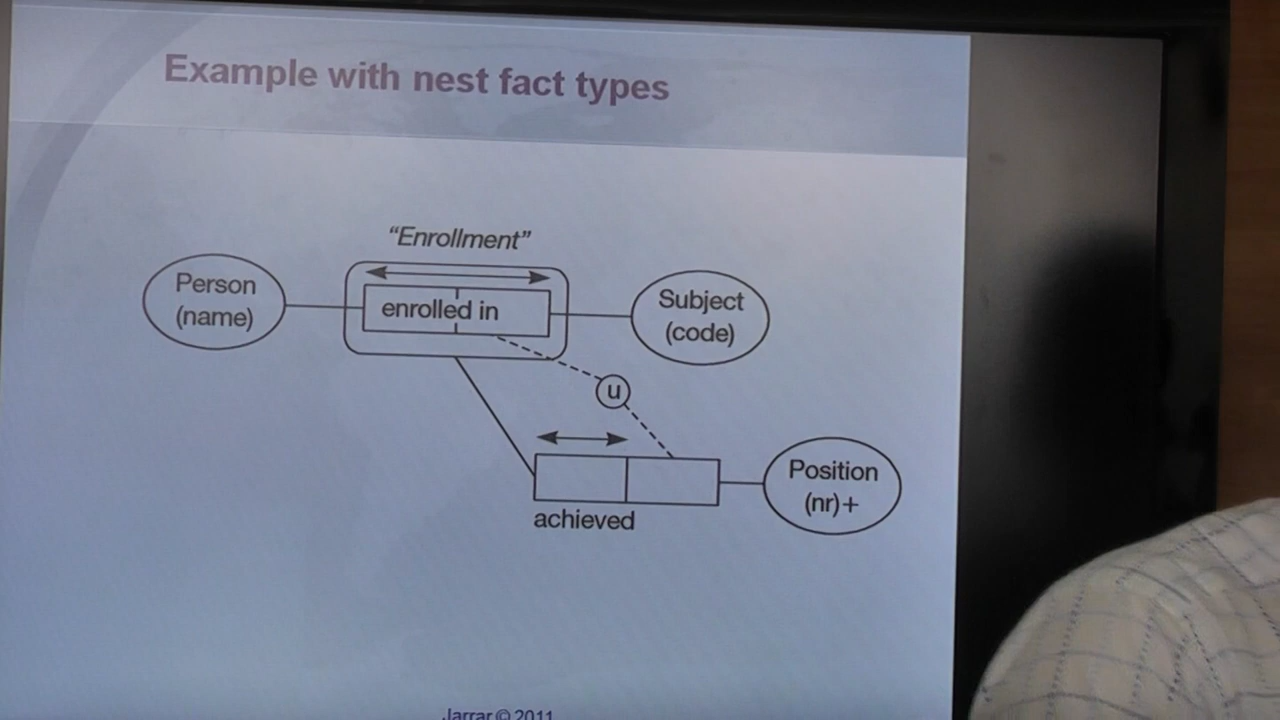 Example with nest fact types
“Enrollment”
Person
(name)
enrolled in
Subject
(code)
u
Position
(nr)+
achieved
Jarrar © 2011